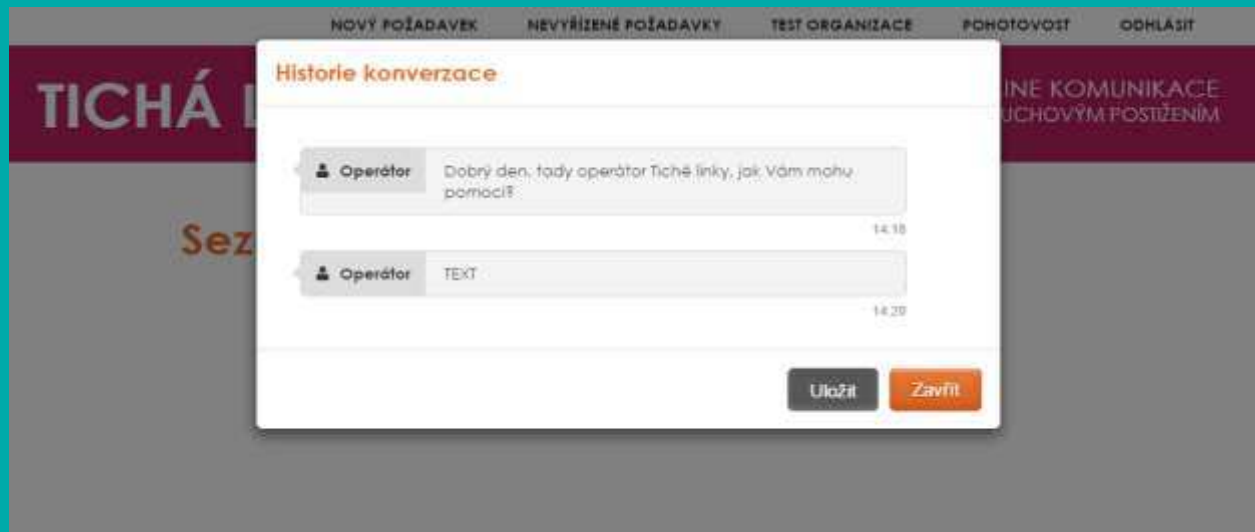 NOVÝ POŽADAVEK NEVYŘÍZENÉ POŽADAVKY TEST ORGANIZACE POHOTOVOST ODHLÁSIT
Historie konverzace
TICHÁ L
INE KOMUNIKACE
UCHOVÝM POSTIŽENÍM
Operátor Dobrý den, tady operátor Tiché linky, jak Vám mohu
pomoci?
14:18
Sez
Operátor TEXT
14:20
Uložit Zavřít